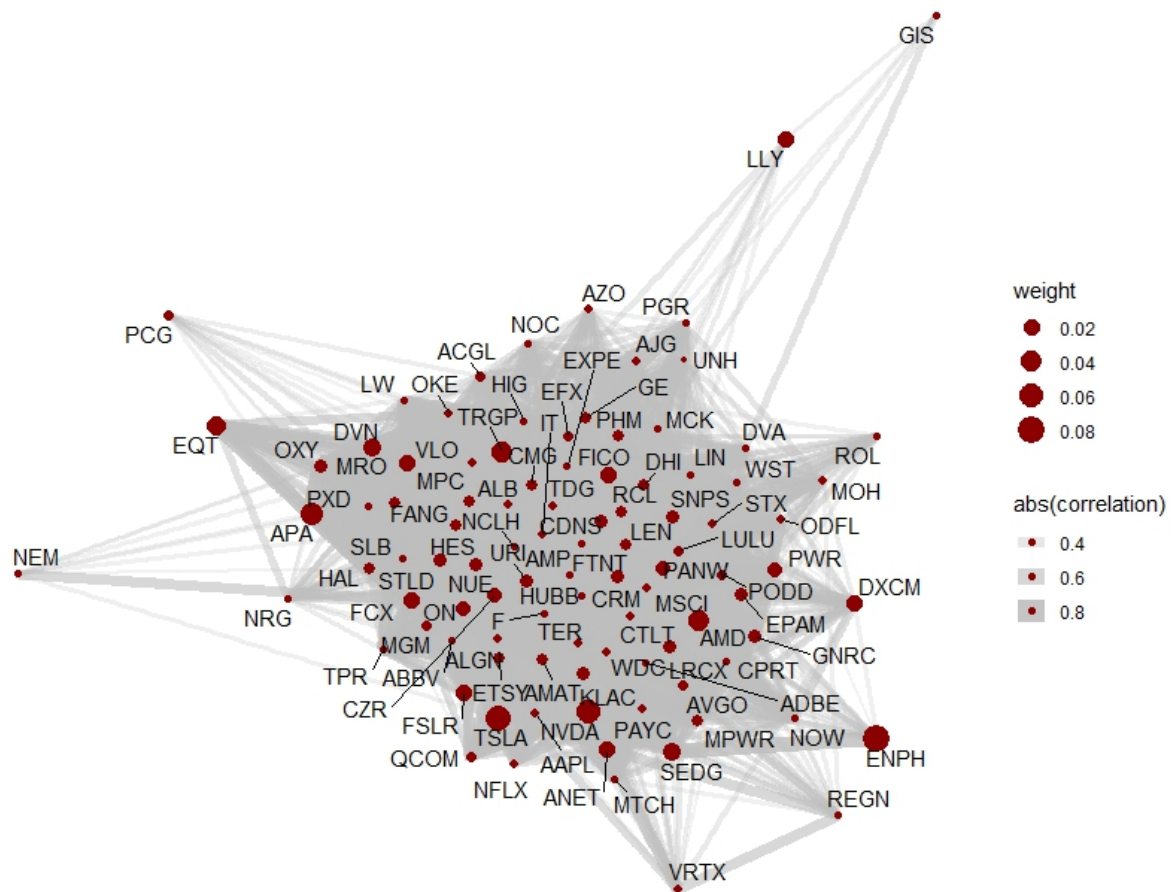 GIS
LLY
AZO
PGR
PCG
NOC
AJG
EXPE
UNH
ACGL
LW
OKE
HIG
EFX
GE
TRGP
IT
PHM
MCK
EQT
DVN
DVA
ROL
OXY
VLO
CMG
FICO
DHI
LIN
MRO
WST
MPC
ALB
TDG
RCL
SNPS
STX
MOH
PXD
FANG
APA
NCLH
CDNS
LEN
LULU
ODFL
SLB
HES
URI
AMP
FTNT
PANW
PWR
NEM
HAL
STLD
NUE
HUBB
CRM
MSCI
PODD
DXCM
NRG
FCX
ON
F
TER
CTLT
AMD
EPAM
MGM
GNRC
TPR
ABBV
ALGN
WDC
LRCX
CPRT
CZR
ETSY
AMAT
KLAC
ADBE
FSLR
AVGO
TSLA
NVDA
PAYC
MPWR
NOW
QCOM
AAPL
SEDG
ENPH
NFLX
ANET
MTCH
REGN
VRTX
weight
0.02
0.04
0.06
0.08
abs(correlation)
0.4
0.6
0.8